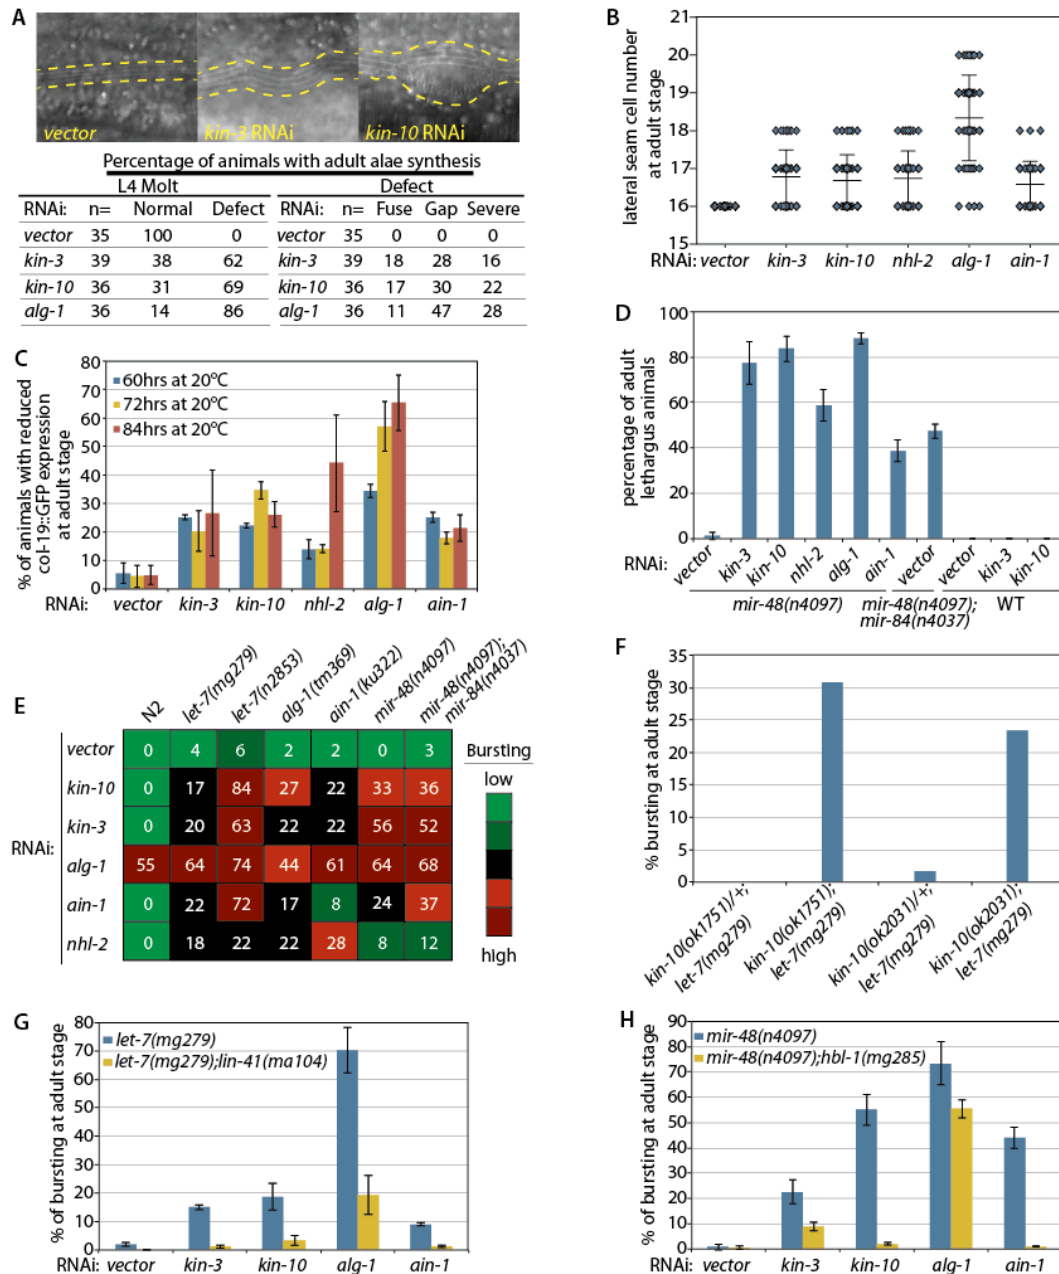 A
vector
kin-3 RNAi
kin-10 RNAi
Percentage of animals with adult alae synthesis
L4 Molt Defect
RNAi: n= Normal Defect RNAi: n= Fuse Gap Severe
vector 35 100 0 vector 35 0 0 0
kin-3 39 38 62 kin-3 39 18 28 16
kin-10 36 31 69 kin-10 36 17 30 22
alg-1 36 14 86 alg-1 36 11 47 28
B
lateral seam cell number
at adult stage
21
20
19
18
17
16
15
RNAi: vector kin-3 kin-10 nhl-2 alg-1 ain-1
C
% of animals with reduced
col-19::GFP expression
at adult stage
80
70
60
50
40
30
20
10
0
60hrs at 20°C
72hrs at 20°C
84hrs at 20°C
RNAi: vector kin-3 kin-10 nhl-2 alg-1 ain-1
D
percentage of adult
lethargus animals
100
80
60
40
20
0
RNAi: vector kin-3 kin-10 nhl-2 alg-1 ain-1 vector vector kin-3 kin-10
mir-48(n4097) mir-48(n4097); WT
mir-84(n4037)
E
N2 let-7(mg279) let-7(n2853) alg-1(tm369) ain-1(ku322) mir-48(n4097) mir-48(n4097);
mir-84(n4037)
RNAi:
vector 0 4 6 2 2 0 3
kin-10 0 17 84 27 22 33 36
kin-3 0 20 63 22 22 56 52
alg-1 55 64 74 44 61 64 68
ain-1 0 22 72 17 8 24 37
nhl-2 0 18 22 22 28 8 12
Bursting
low
high
F
% bursting at adult stage
35
30
25
20
15
10
5
0
kin-10(ok1751)/+;
let-7(mg279)
kin-10(ok1751);
let-7(mg279)
kin-10(ok2031)/+;
let-7(mg279)
kin-10(ok2031);
let-7(mg279)
G
% of bursting at adult stage
80
70
60
50
40
30
20
10
0
let-7(mg279)
let-7(mg279);lin-41(ma104)
RNAi: vector kin-3 kin-10 alg-1 ain-1
H
% of bursting at adult stage
90
80
70
60
50
40
30
20
10
0
mir-48(n4097)
mir-48(n4097);hbl-1(mg285)
RNAi: vector kin-3 kin-10 alg-1 ain-1